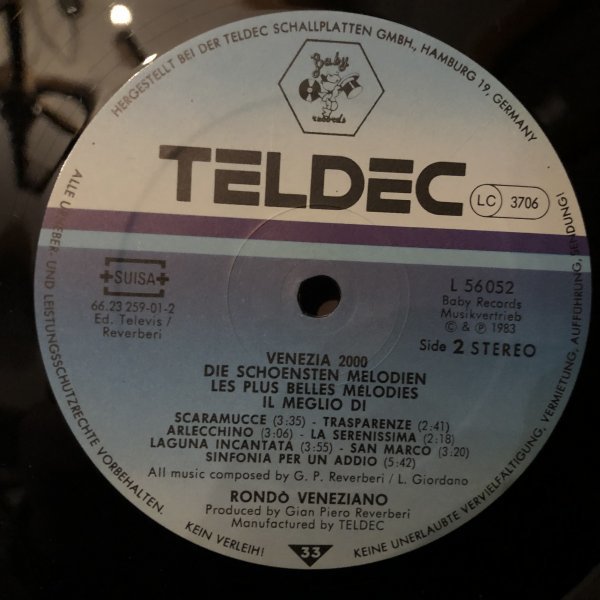 HERGESTELLT BEI DER TELDEC SCHALLPLATTEN GMBH., HAMBURG 19, GERMANY
Baby
records
TELDEC
LC 3706
SUISA
66.23 259-01-2
Ed. Televis /
Reverberi
L 56052
Baby Records
Musikvertrieb
© & ℗ 1983
Side 2 STEREO
VENEZIA 2000
DIE SCHOENSTEN MELODIEN
LES PLUS BELLES MÉLODIES
IL MEGLIO DI
SCARAMUCCE (3:35) - TRASPARENZE (2:41)
ARLECCHINO (3:06) - LA SERENISSIMA (2:18)
LAGUNA INCANTATA (3:55) - SAN MARCO (3:20)
SINFONIA PER UN ADDIO (5:42)
All music composed by G. P. Reverberi / L. Giordano
RONDÒ VENEZIANO
Produced by Gian Piero Reverberi
Manufactured by TELDEC
33
ALLE URHEBER- UND LEISTUNGSSCHUTZRECHTE VORBEHALTEN.
KEIN VERLEIH!
KEINE UNERLAUBTE VERVIELFÄLTIGUNG, VERMIETUNG, AUFFÜHRUNG, SENDUNG!